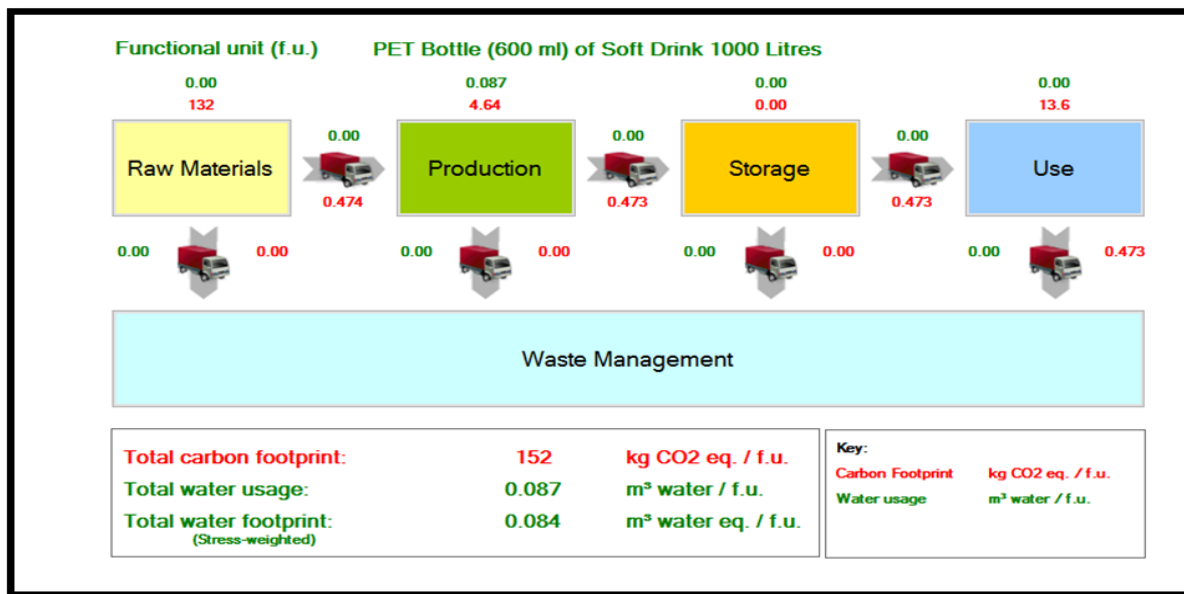 Functional unit (f.u.) PET Bottle (600 ml) of Soft Drink 1000 Litres
0.00 0.087 0.00 0.00
132 4.64 0.00 13.6
0.00 0.00 0.00
Raw Materials Production Storage Use
0.474 0.473 0.473
0.00 0.00 0.00 0.00 0.00 0.00 0.00 0.473
Waste Management
Total carbon footprint: 152 kg CO2 eq. / f.u.
Total water usage: 0.087 m³ water / f.u.
Total water footprint: 0.084 m³ water eq. / f.u.
(Stress-weighted)
Key:
Carbon Footprint kg CO2 eq. / f.u.
Water usage m³ water / f.u.